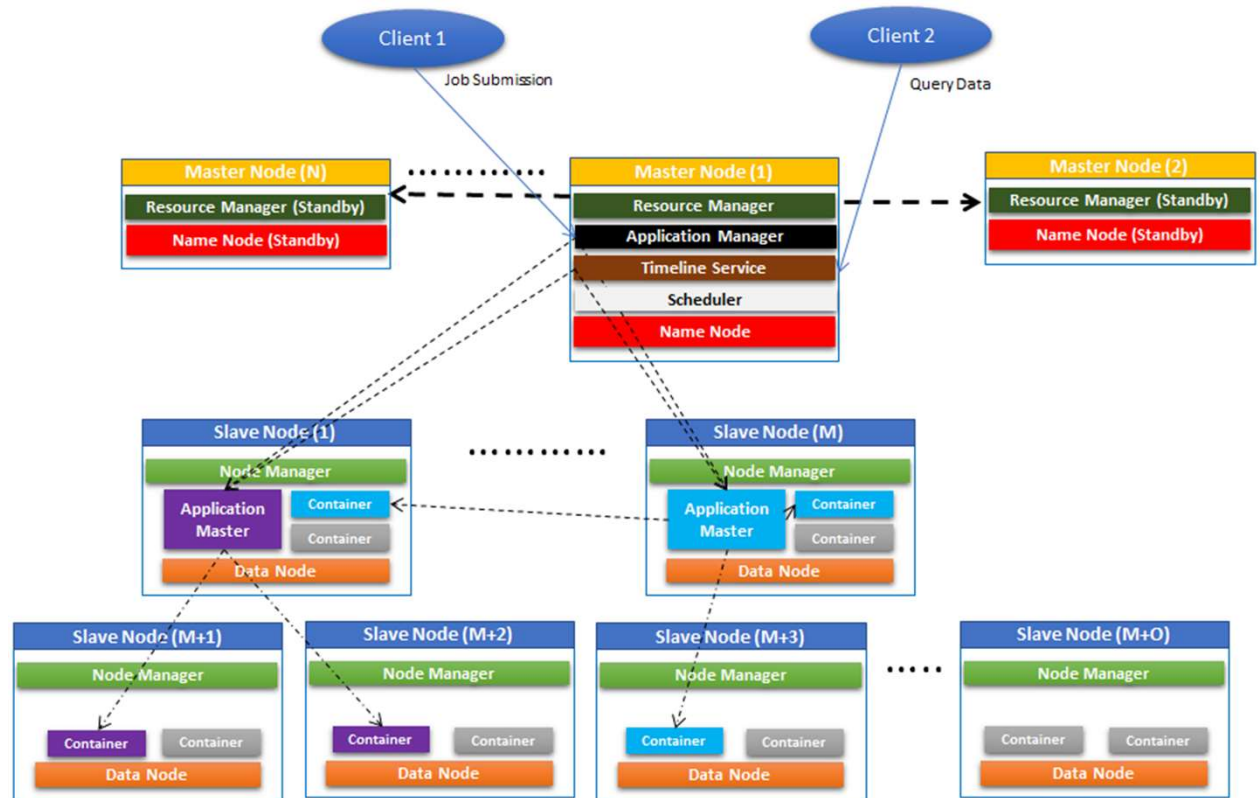 Client 1
Client 2
Job Submission
Query Data
Master Node (N)
Resource Manager (Standby)
Name Node (Standby)
Master Node (1)
Resource Manager
Application Manager
Timeline Service
Scheduler
Name Node
Master Node (2)
Resource Manager (Standby)
Name Node (Standby)
Slave Node (1)
Node Manager
Application
Master
Container
Container
Data Node
Slave Node (M)
Node Manager
Application
Master
Container
Container
Data Node
Slave Node (M+1)
Node Manager
Container
Container
Data Node
Slave Node (M+2)
Node Manager
Container
Container
Data Node
Slave Node (M+3)
Node Manager
Container
Container
Data Node
Slave Node (M+O)
Node Manager
Container
Container
Data Node